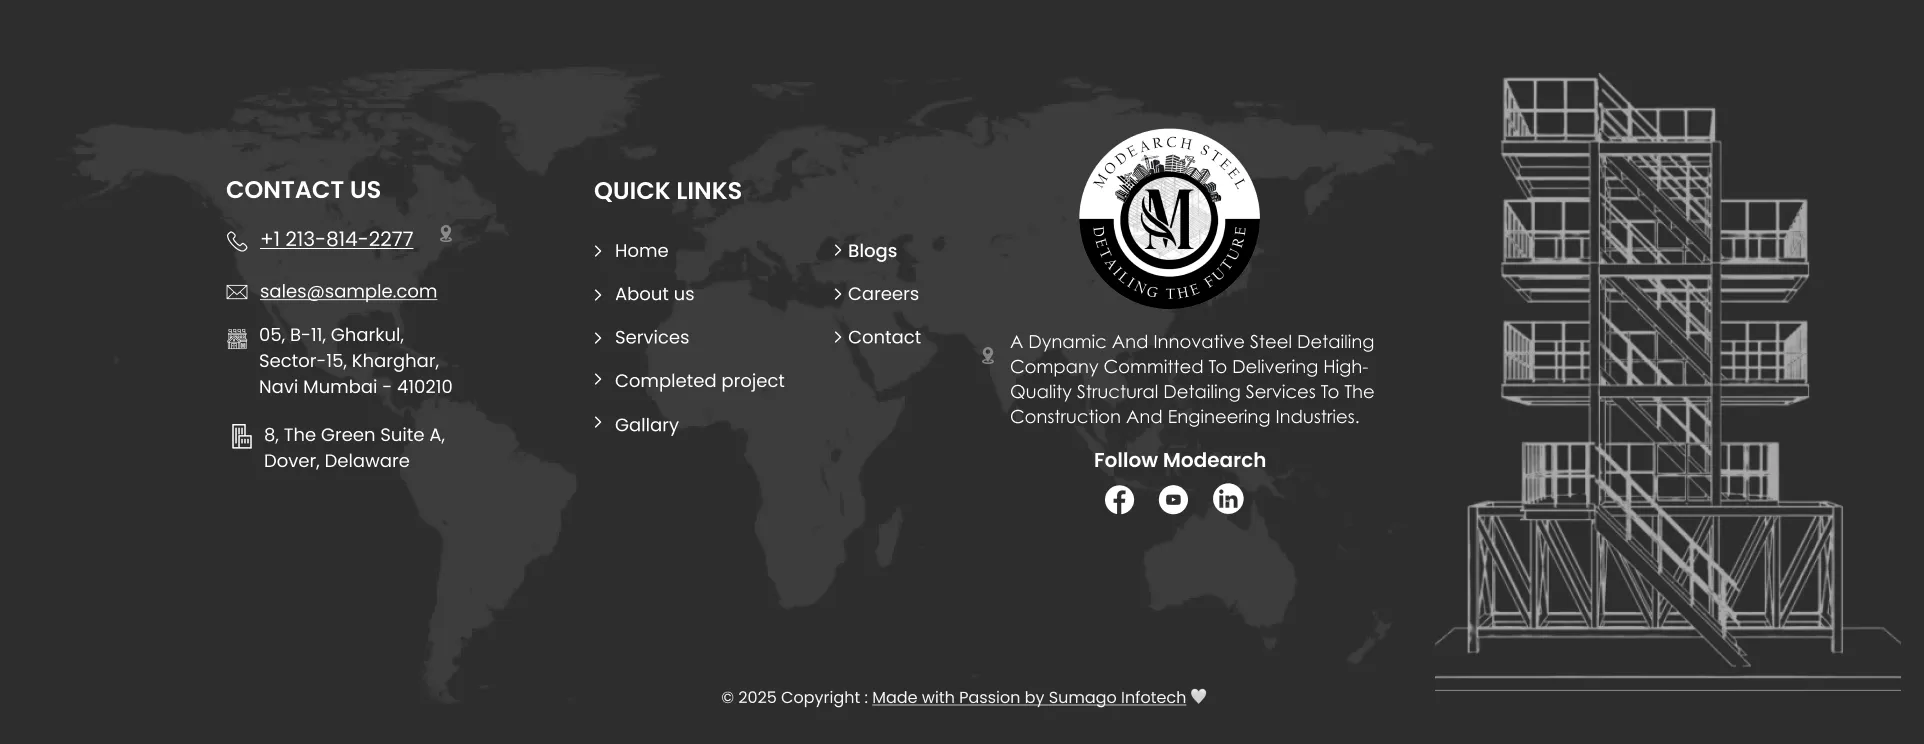 CONTACT US
+1 213-814-2277
sales@sample.com
05, B-11, Gharkul,
Sector-15, Kharghar,
Navi Mumbai - 410210
8, The Green Suite A,
Dover, Delaware
QUICK LINKS
Home
About us
Services
Completed project
Gallary
Blogs
Careers
Contact
MODEARCH STEEL
M
DETAILING THE FUTURE
A Dynamic And Innovative Steel Detailing
Company Committed To Delivering High-
Quality Structural Detailing Services To The
Construction And Engineering Industries.
Follow Modearch
© 2025 Copyright : Made with Passion by Sumago Infotech